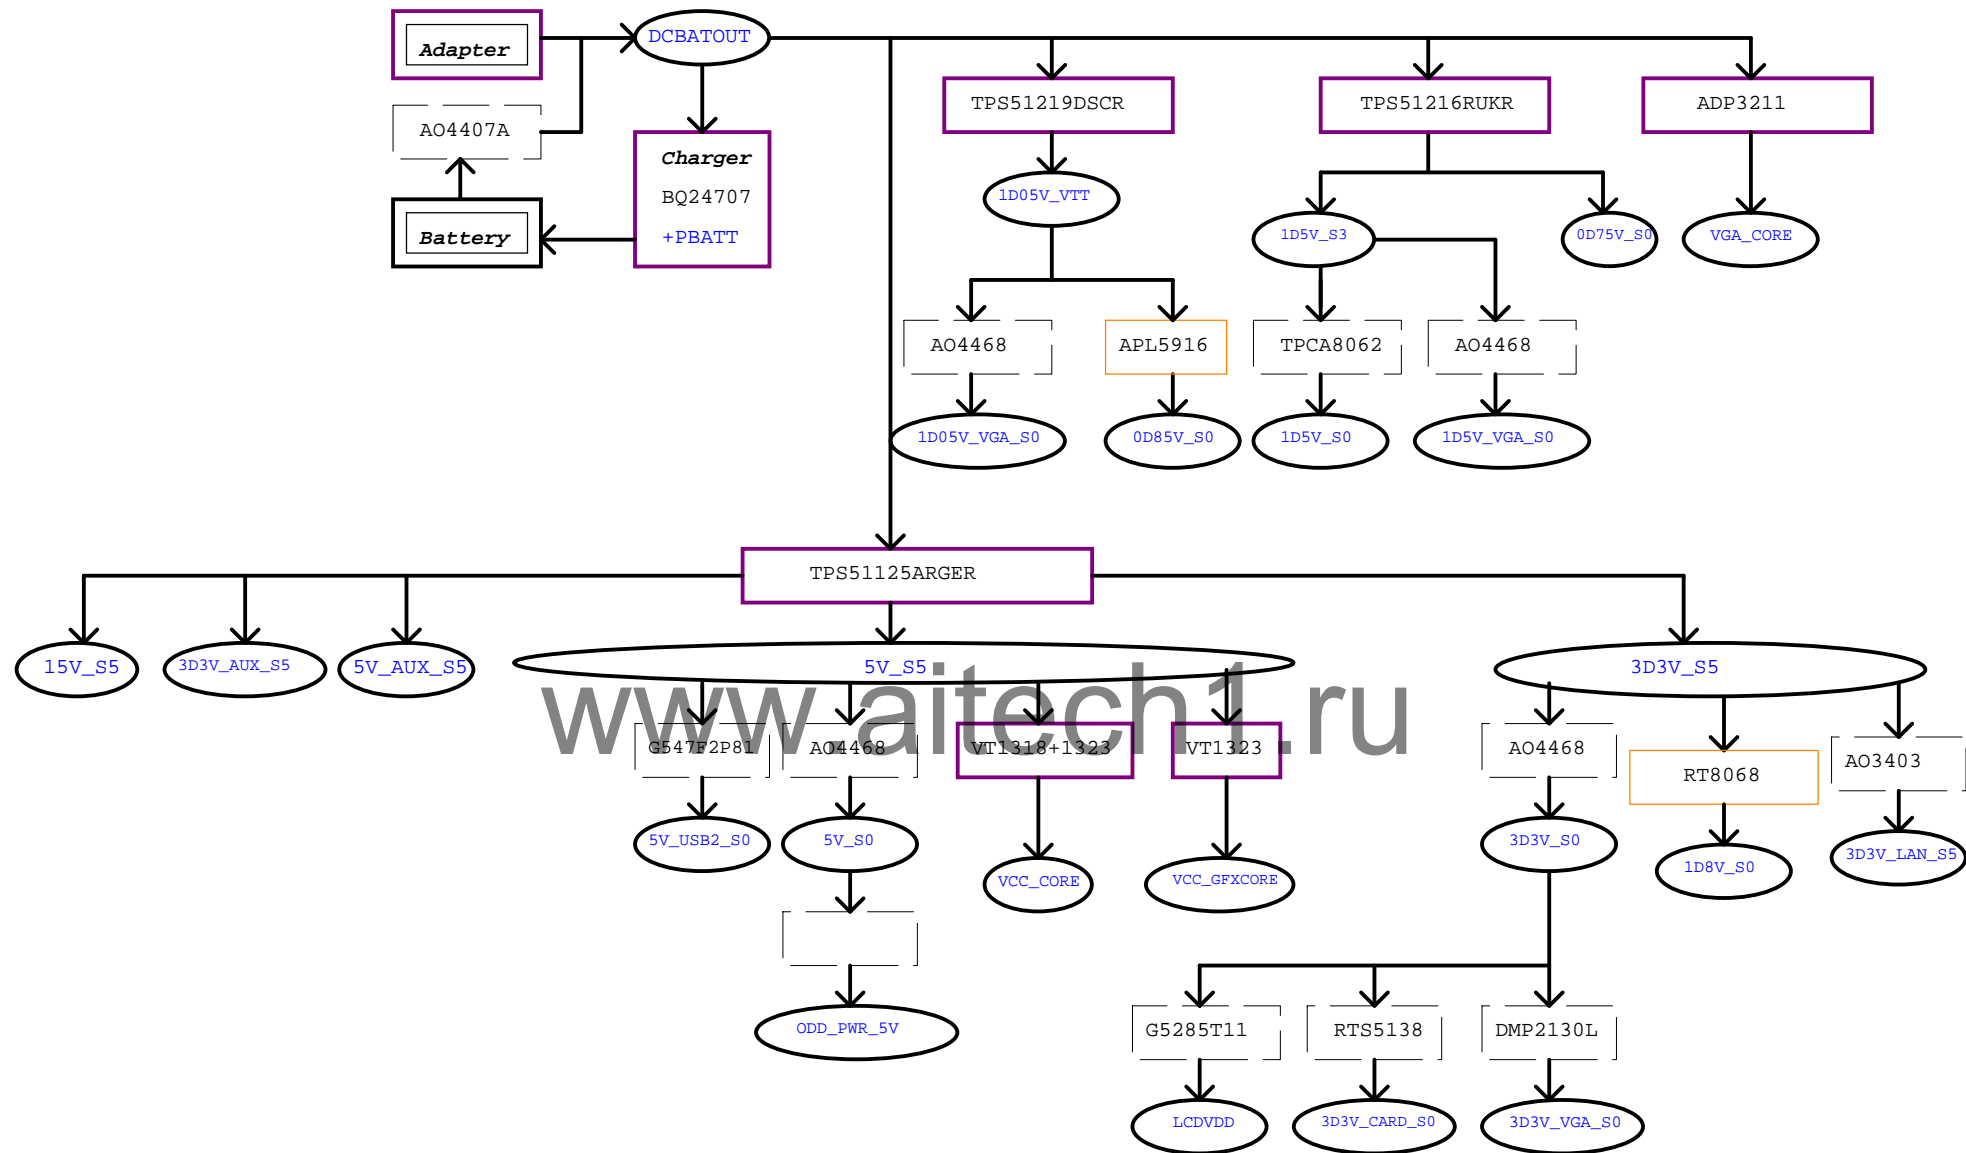 Adapter
DCBATOUT
AO4407A
Charger
BQ24707
+PBATT
Battery
TPS51219DSCR
TPS51216RUKR
ADP3211
1D05V_VTT
1D5V_S3
0D75V_S0
VGA_CORE
AO4468
APL5916
TPCA8062
AO4468
1D05V_VGA_S0
0D85V_S0
1D5V_S0
1D5V_VGA_S0
TPS51125ARGER
15V_S5
3D3V_AUX_S5
5V_AUX_S5
5V_S5
3D3V_S5
www.aitech1.ru
G547F2P81
AO4468
VT1318+1323
VT1323
AO4468
RT8068
AO3403
5V_USB2_S0
5V_S0
VCC_CORE
VCC_GFXCORE
3D3V_S0
1D8V_S0
3D3V_LAN_S5
ODD_PWR_5V
G5285T11
RTS5138
DMP2130L
LCDVDD
3D3V_CARD_S0
3D3V_VGA_S0